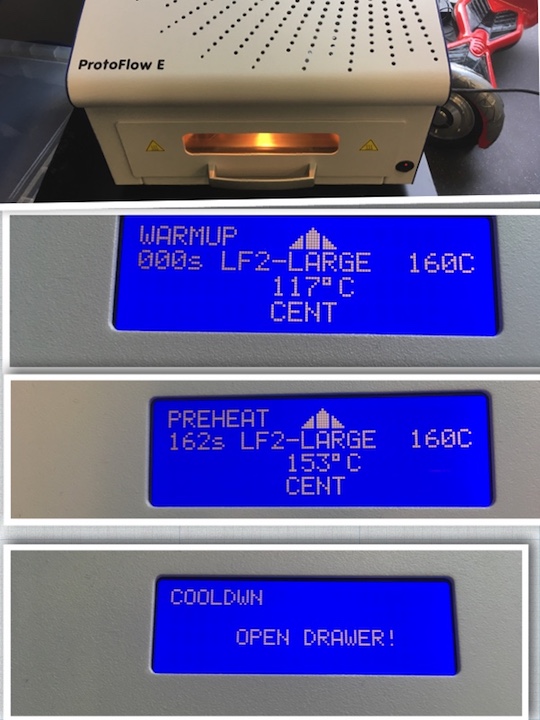 ProtoFlow E
WARMUP
000s LF2-LARGE 160C
117°C
CENT
PREHEAT
162s LF2-LARGE 160C
153°C
CENT
COOLDWN
OPEN DRAWER!